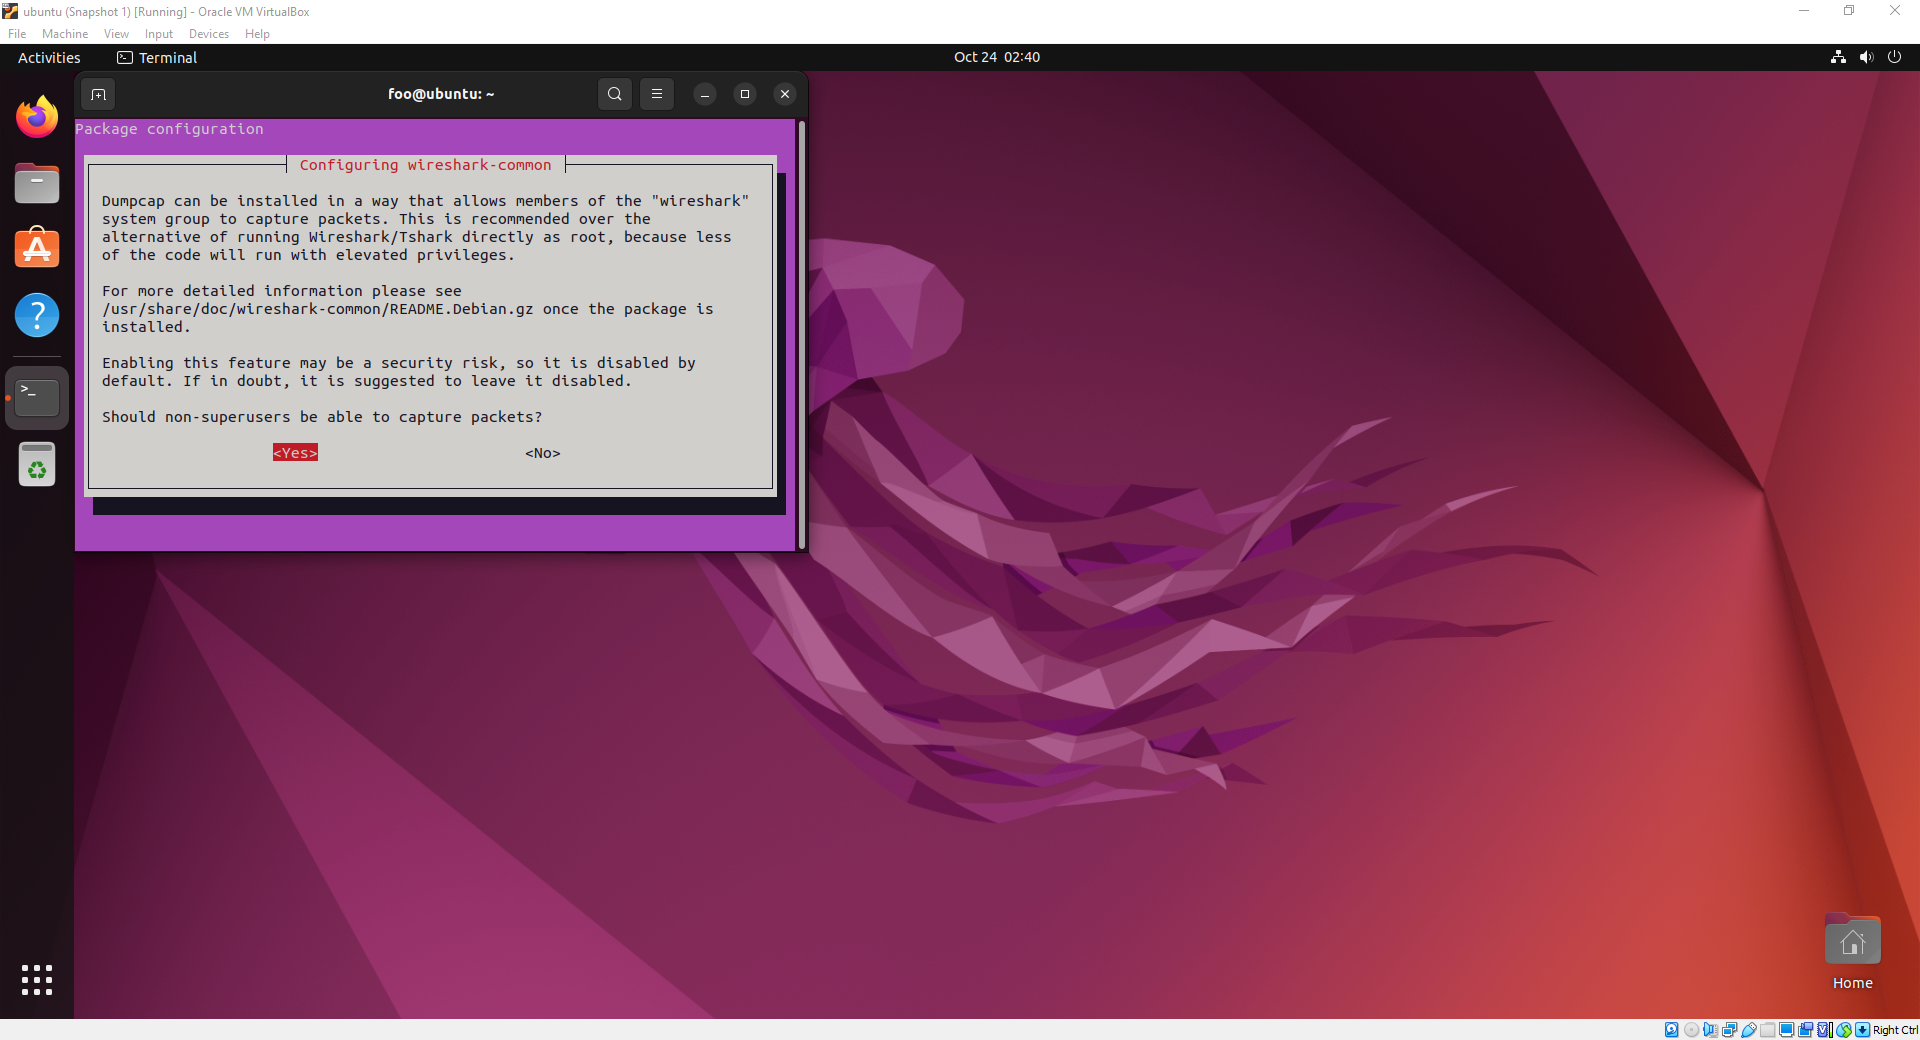 ubuntu (Snapshot 1) [Running] - Oracle VM VirtualBox
File Machine View Input Devices Help
Activities Terminal Oct 24 02:40
foo@ubuntu: ~
Package configuration
Configuring wireshark-common
Dumpcap can be installed in a way that allows members of the "wireshark"
system group to capture packets. This is recommended over the
alternative of running Wireshark/Tshark directly as root, because less
of the code will run with elevated privileges.
For more detailed information please see
/usr/share/doc/wireshark-common/README.Debian.gz once the package is
installed.
Enabling this feature may be a security risk, so it is disabled by
default. If in doubt, it is suggested to leave it disabled.
Should non-superusers be able to capture packets?
<Yes> <No>
Home
Right Ctrl